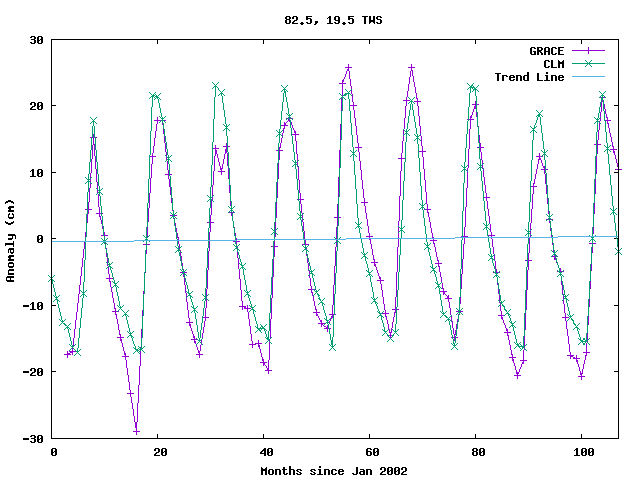 82.5, 19.5 TWS
GRACE
CLM
Trend Line
30
20
10
0
-10
-20
-30
Anomaly (cm)
0 20 40 60 80 100
Months since Jan 2002